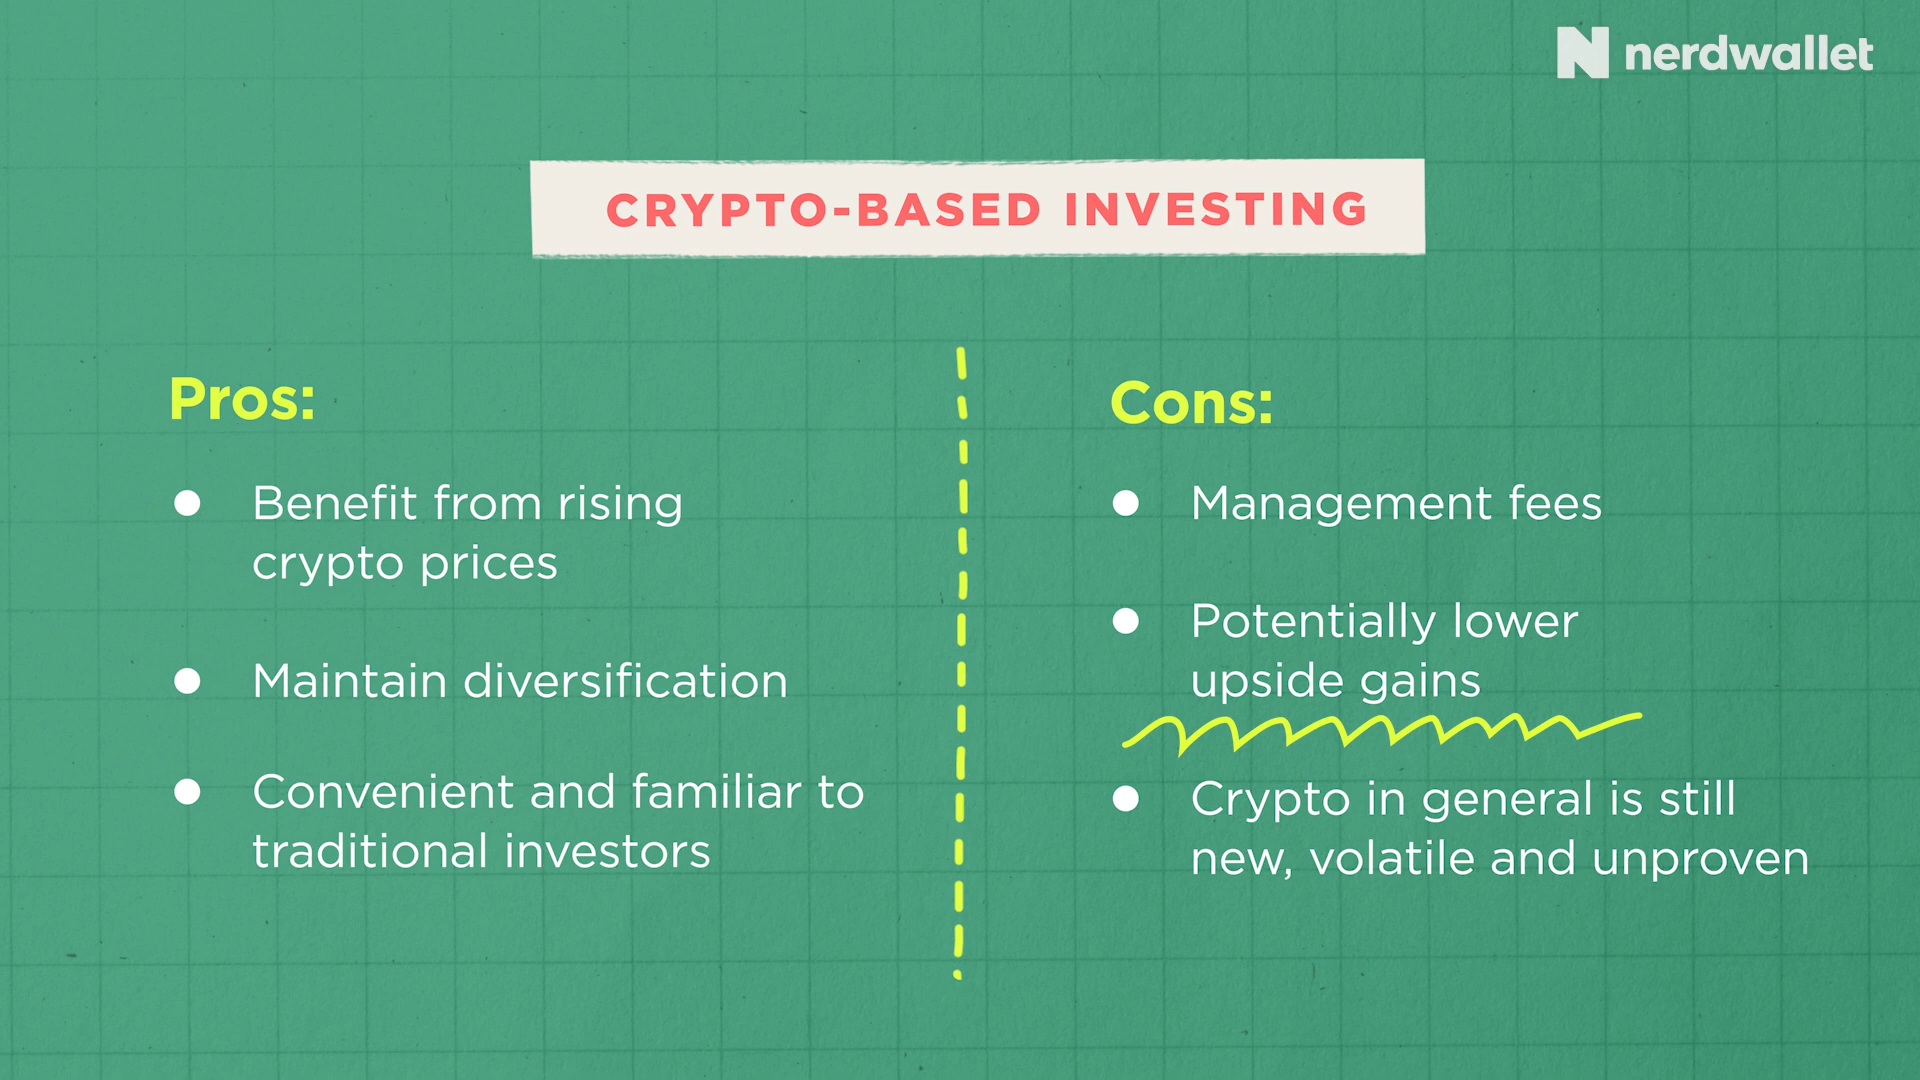 nerdwallet
CRYPTO-BASED INVESTING
Pros:
● Benefit from rising
crypto prices
● Maintain diversification
● Convenient and familiar to
traditional investors
Cons:
● Management fees
● Potentially lower
upside gains
● Crypto in general is still
new, volatile and unproven